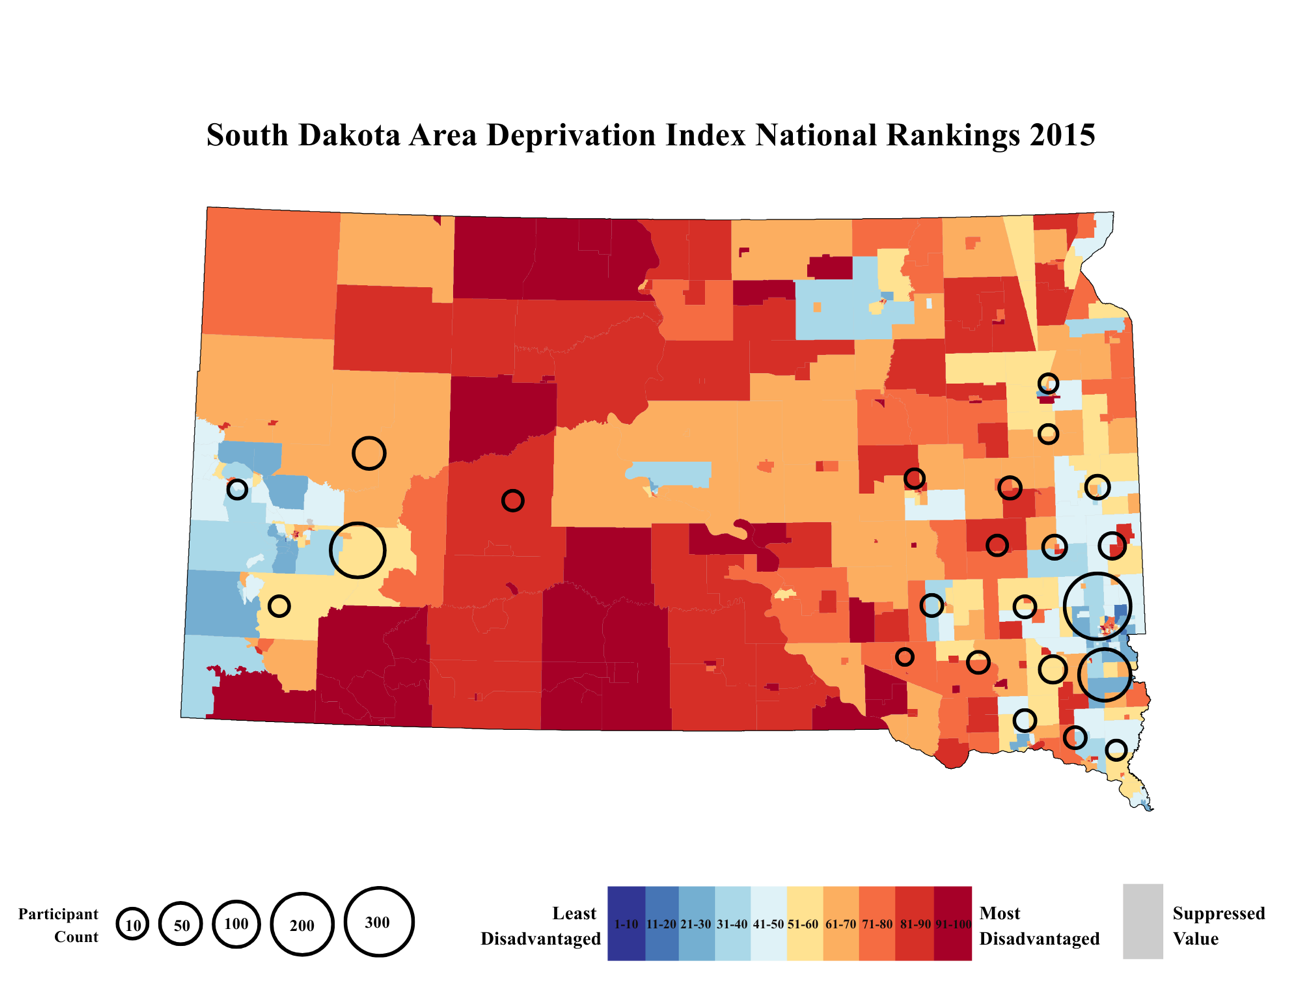 South Dakota Area Deprivation Index National Rankings 2015
Participant
Count
10
50
100
200
300
Least
Disadvantaged
1-10
11-20
21-30
31-40
41-50
51-60
61-70
71-80
81-90
91-100
Most
Disadvantaged
Suppressed
Value